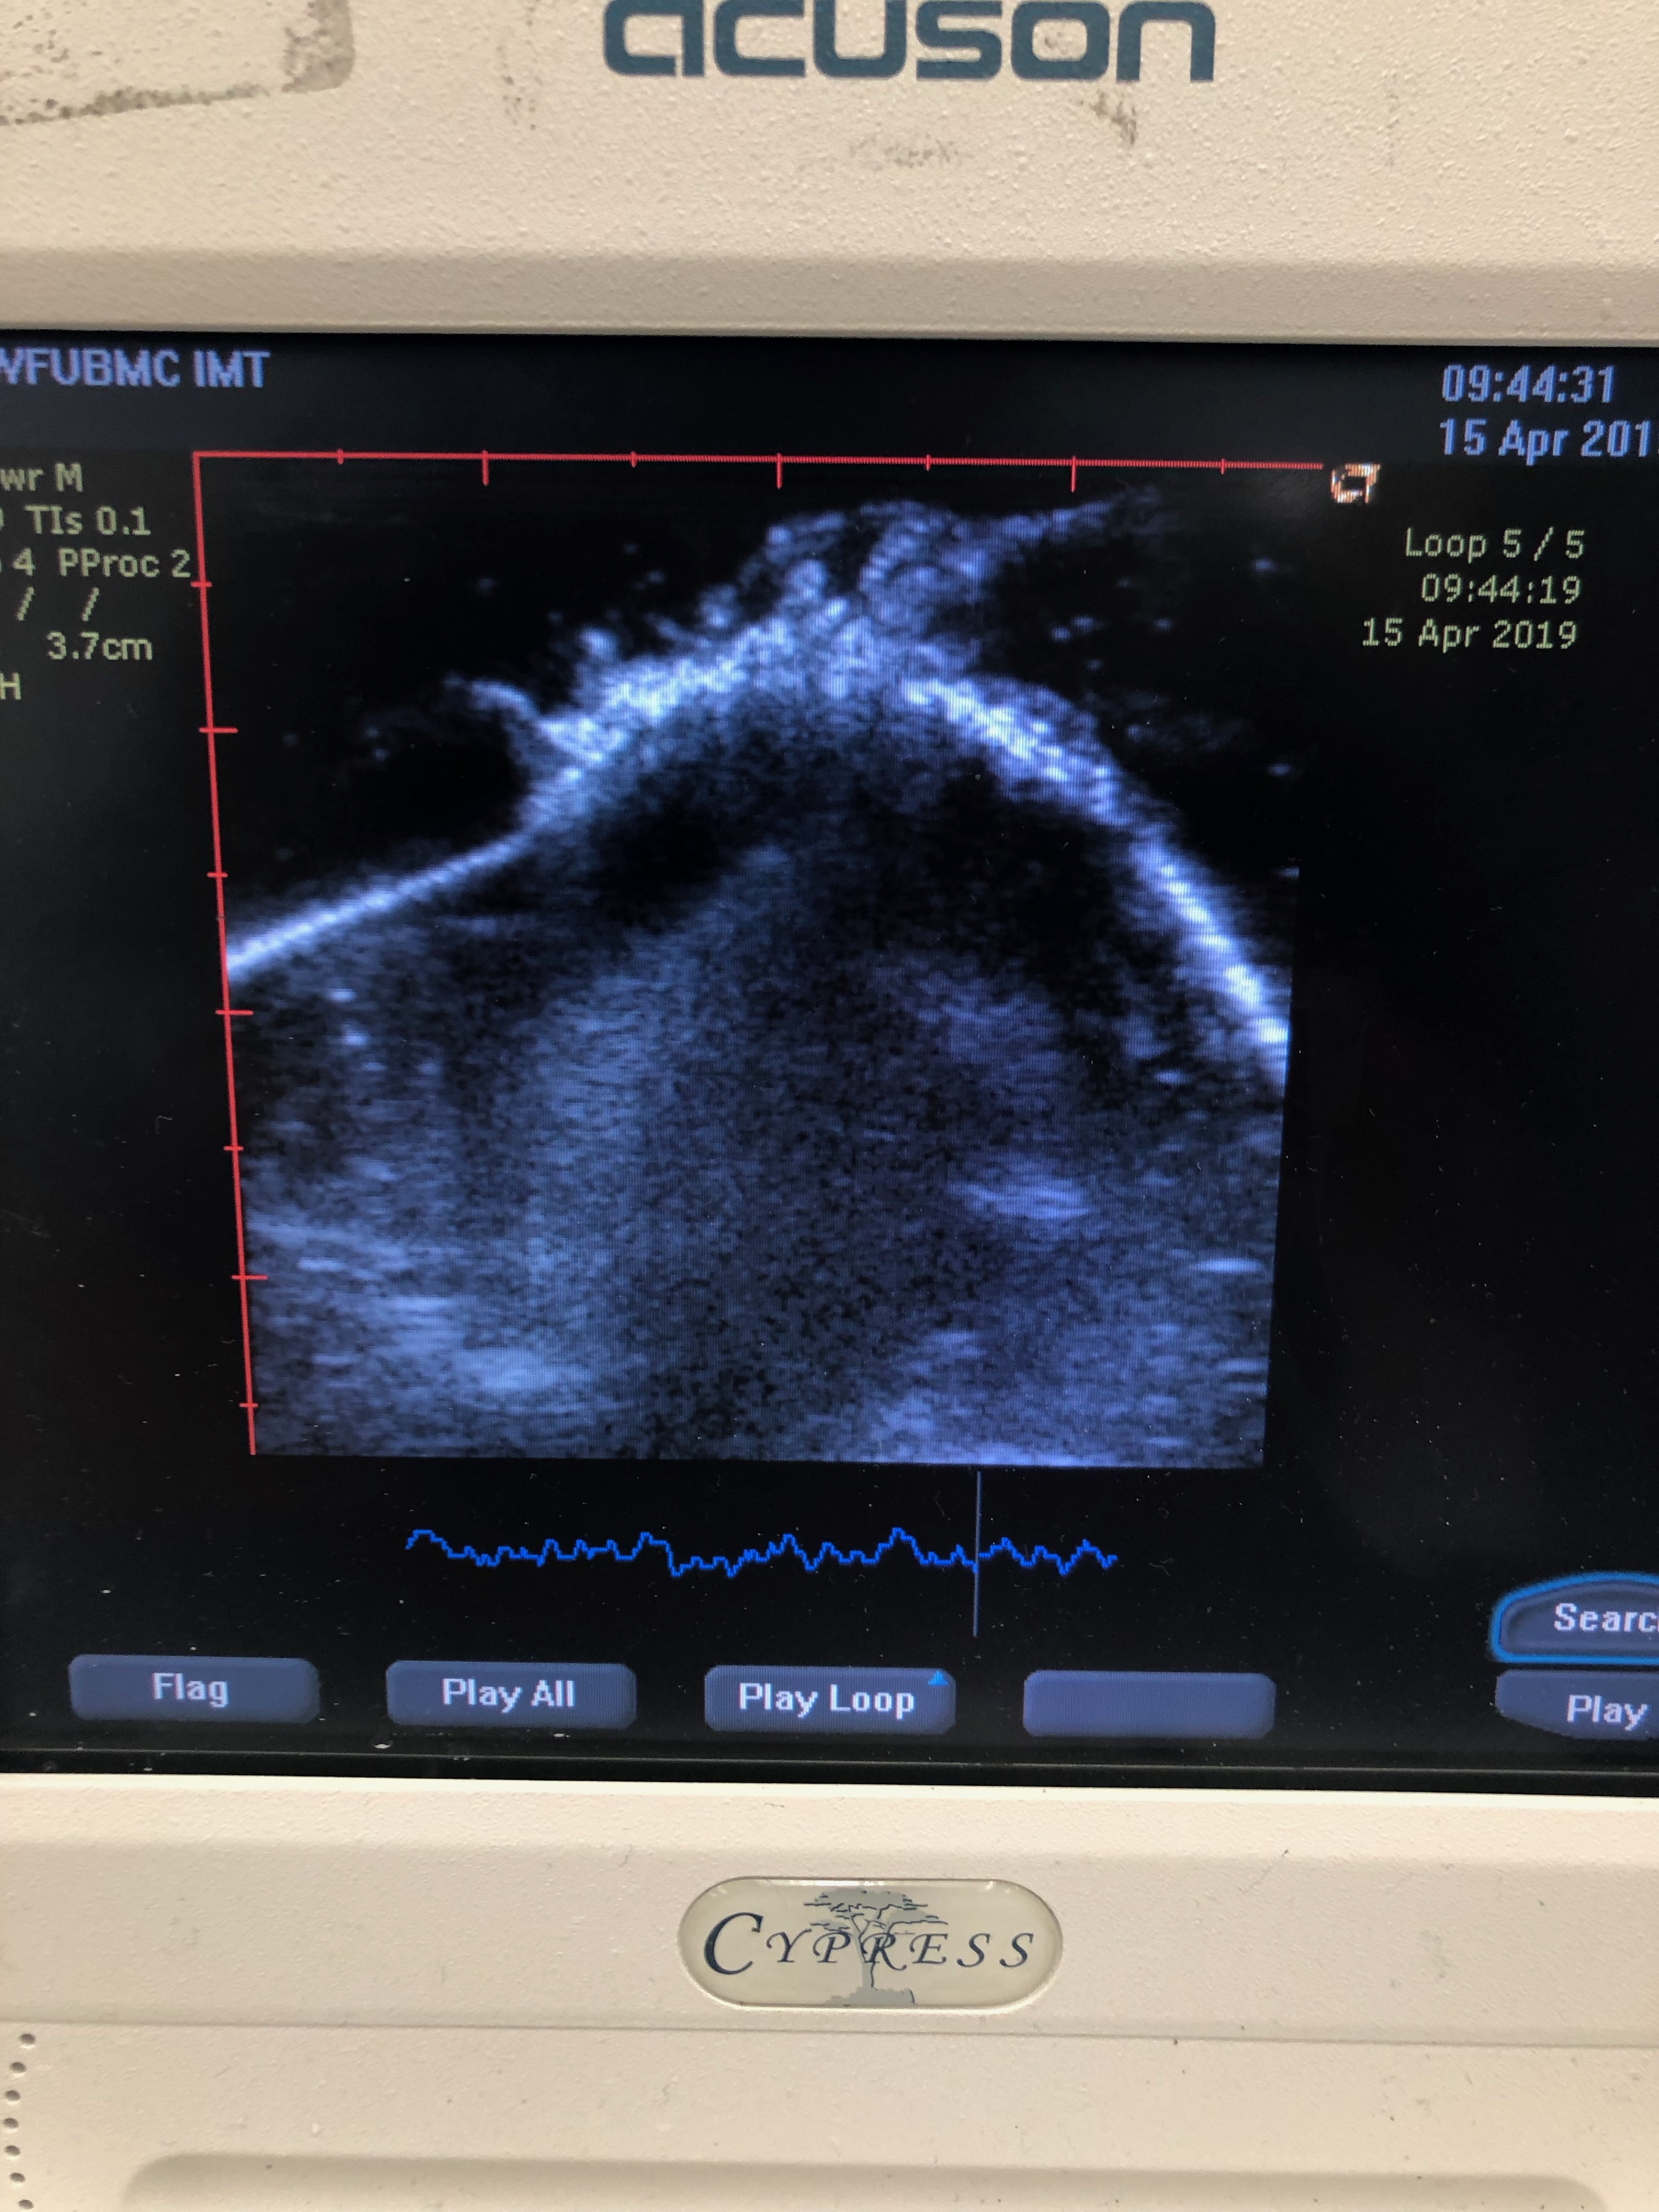 acuson
VFUBMC IMT
09:44:31
15 Apr 201
wr M
TIs 0.1
4 PProc 2
/ /
3.7cm
H
Loop 5 / 5
09:44:19
15 Apr 2019
Flag
Play All
Play Loop
Searc
Play
CYPRESS